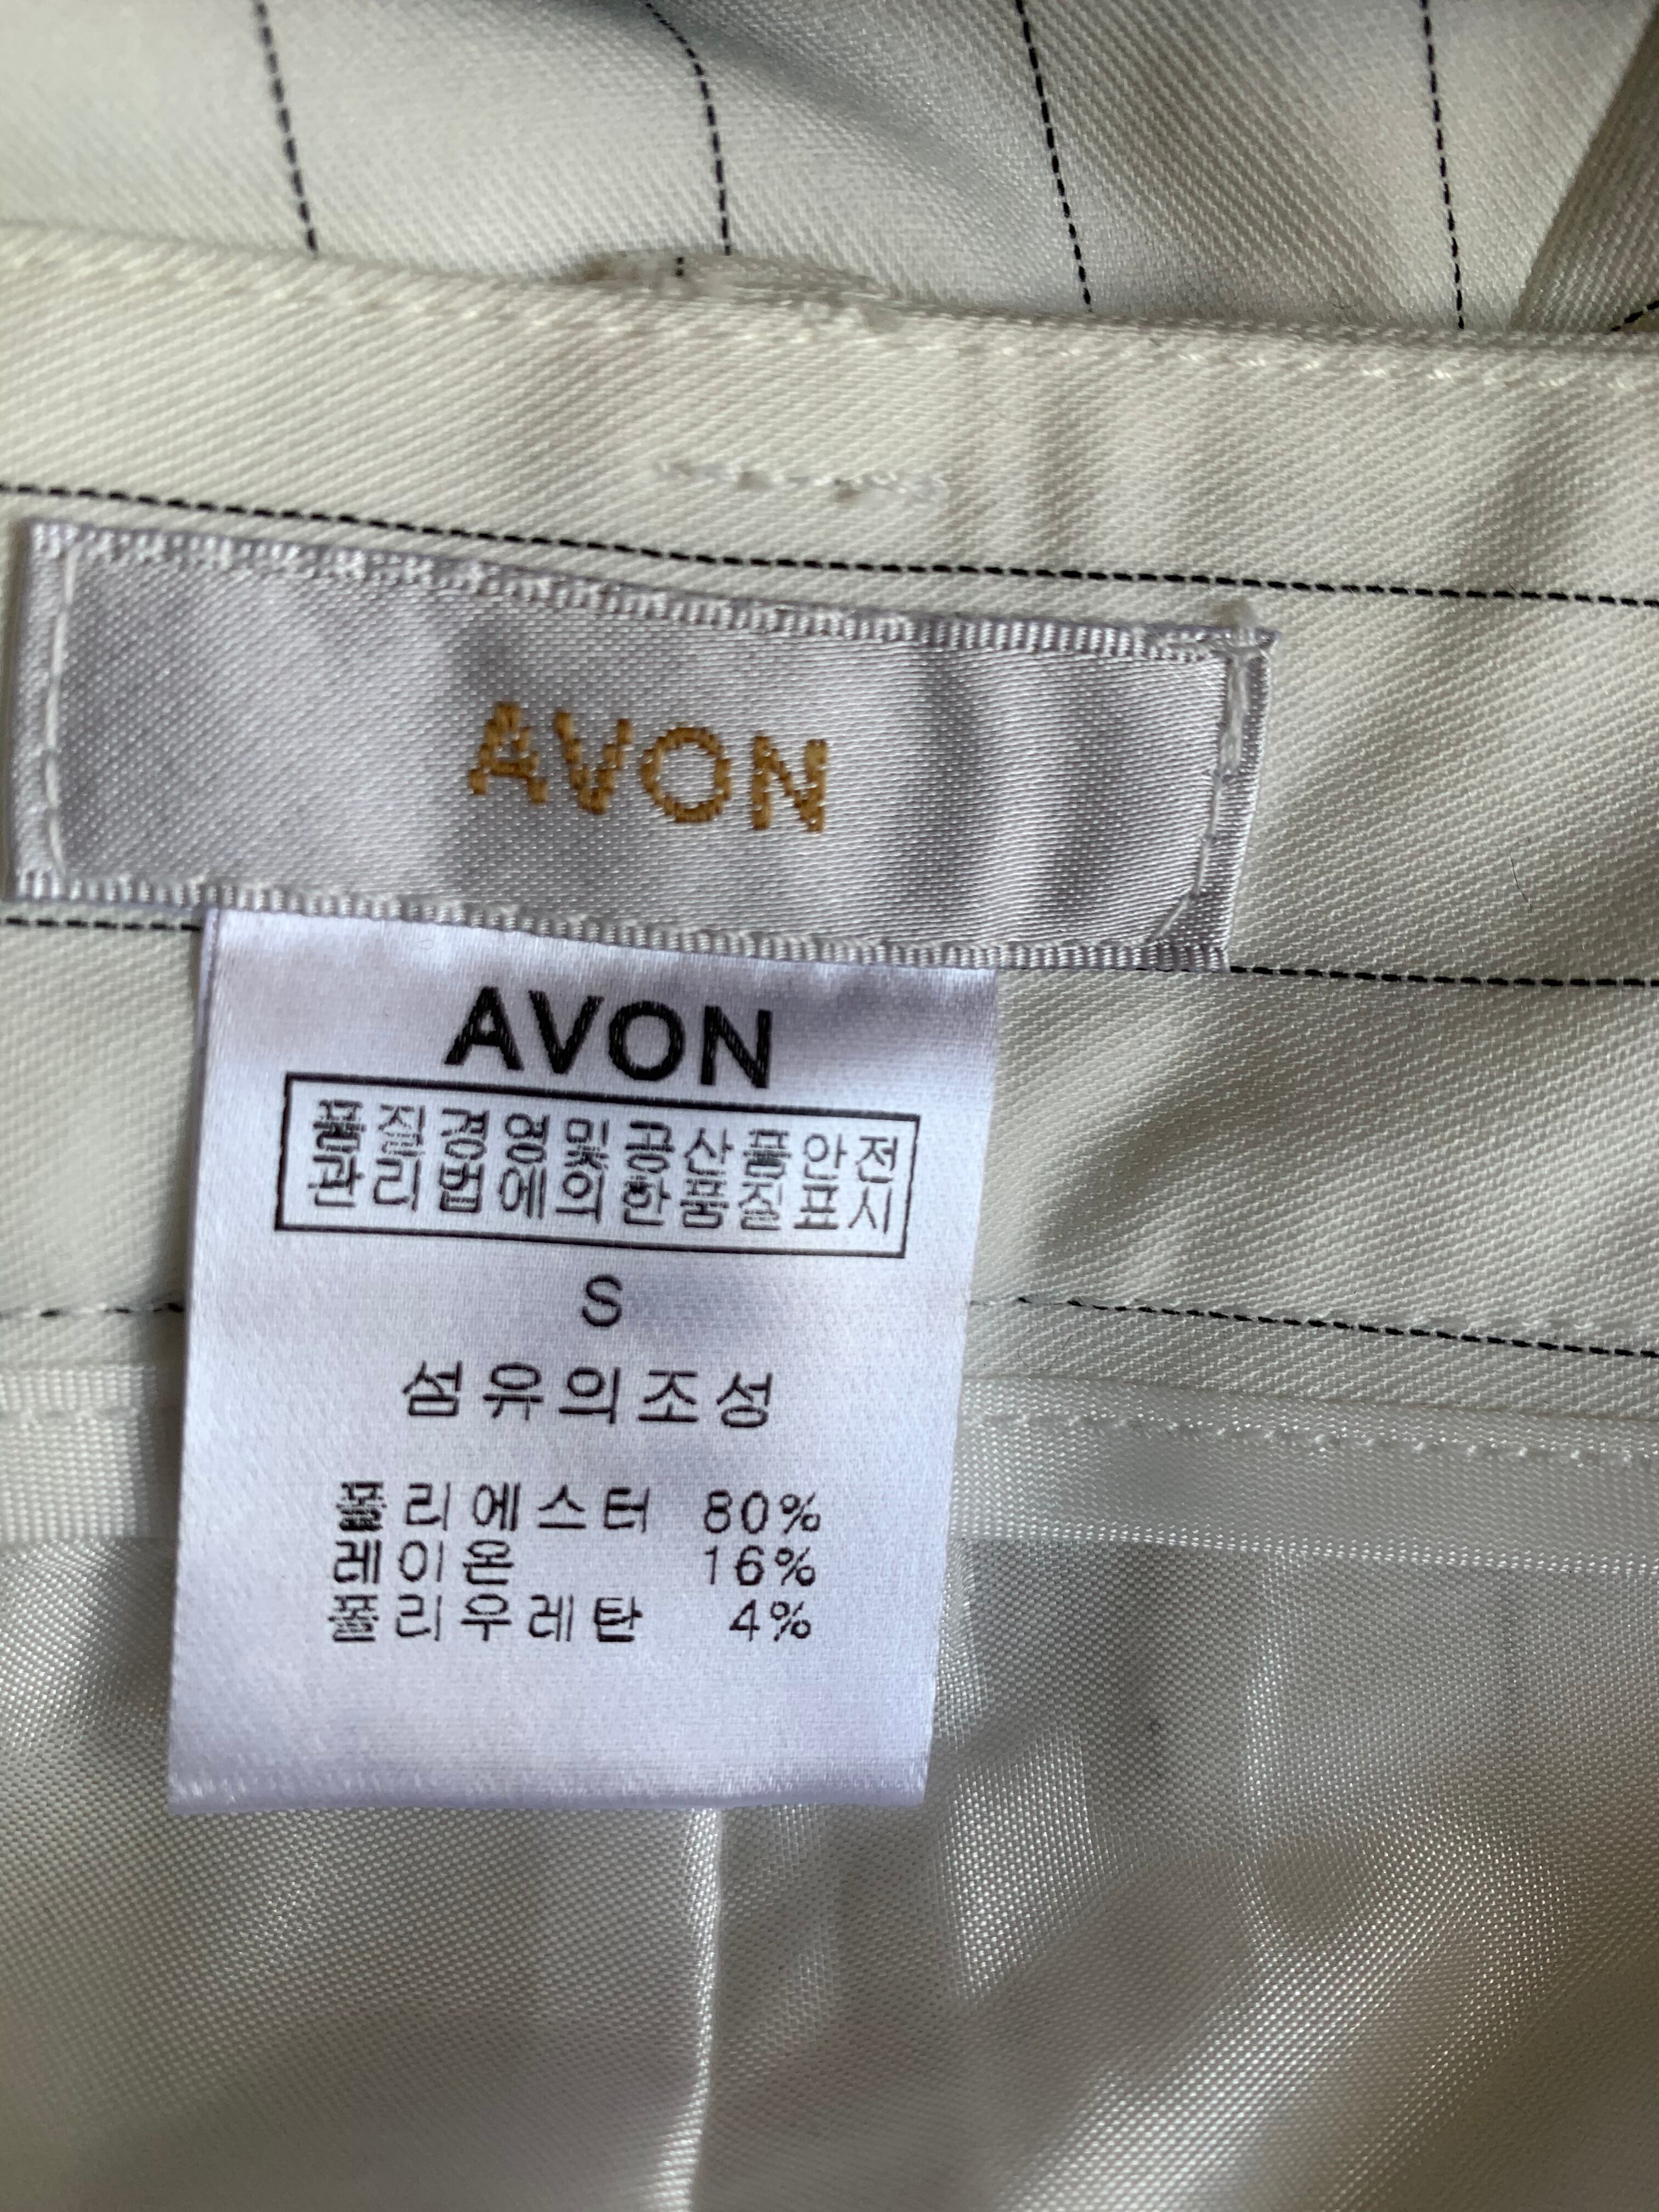 AVON
AVON
품질경영및공산품안전
관리법에의한품질표시
S
섬유의조성
폴리에스터 80%
레이온 16%
폴리우레탄 4%